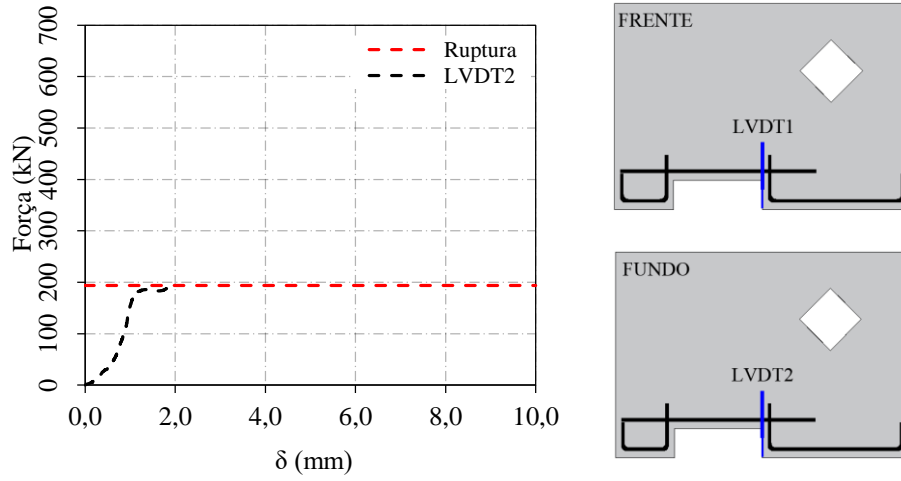 700
600
500
400
300
200
100
0
Força (kN)
0,0 2,0 4,0 6,0 8,0 10,0
δ (mm)
Ruptura
LVDT2
FRENTE
LVDT1
FUNDO
LVDT2